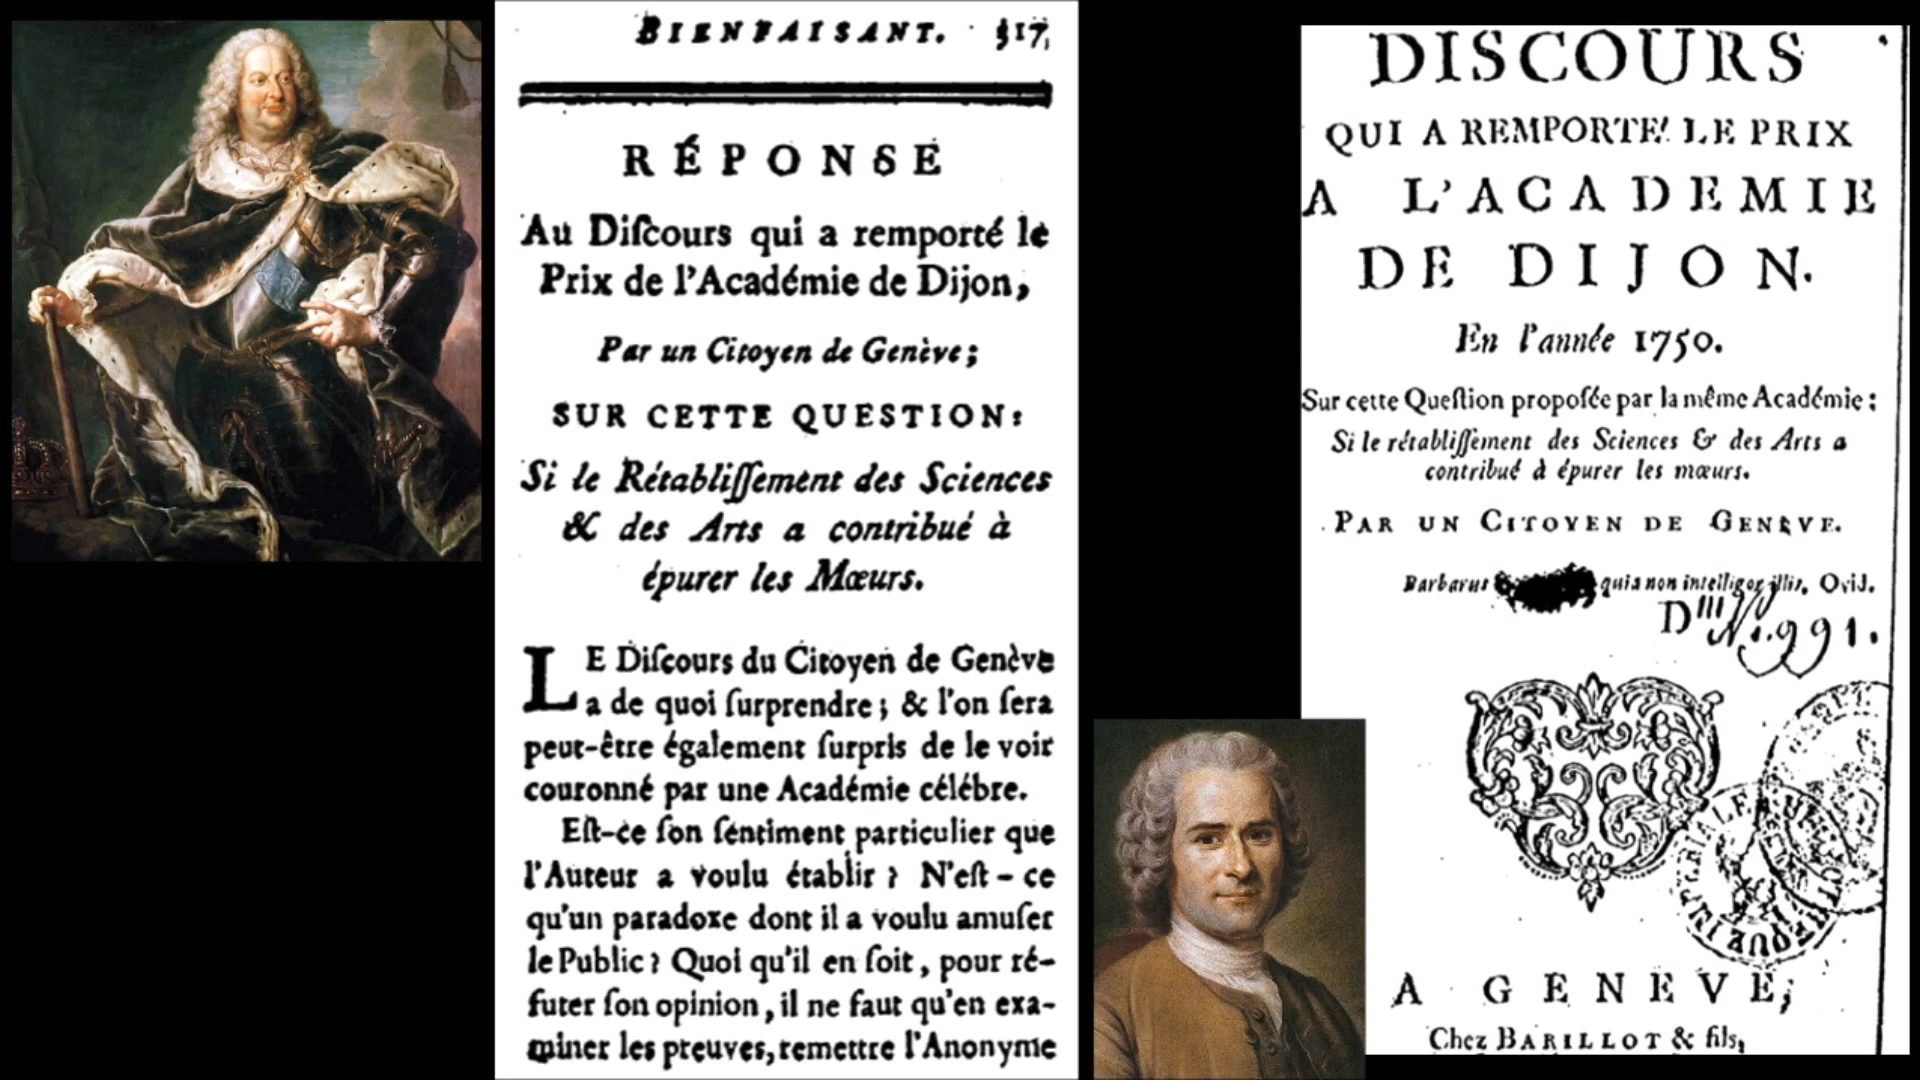 BIENFAISANT. 317
RÉPONSE
Au Diſcours qui a remporté le
Prix de l'Académie de Dijon,
Par un Citoyen de Genève;
SUR CETTE QUESTION:
Si le Rétabliſſement des Sciences
& des Arts a contribué à
épurer les Mœurs.
LE Diſcours du Citoyen de Genève
a de quoi ſurprendre; & l'on ſera
peut-être également ſurpris de le voir
couronné par une Académie célébre.
Eſt-ce ſon ſentiment particulier que
l'Auteur a voulu établir? N'eſt-ce
qu'un paradoxe dont il a voulu amuſer
le Public? Quoi qu'il en ſoit, pour ré-
futer ſon opinion, il ne faut qu'en exa-
miner les preuves, remettre l'Anonyme
DISCOURS
QUI A REMPORTE' LE PRIX
A L'ACADEMIE
DE DIJON.
En l'année 1750.
Sur cette Queſtion propoſée par la même Académie:
Si le rétabliſſement des Sciences & des Arts a
contribué à épurer les mœurs.
PAR UN CITOYEN DE GENÈVE.
Barbarus quia non intelligor illis. Ovid.
991.
A GENEVE,
Chez BARILLOT & fils,